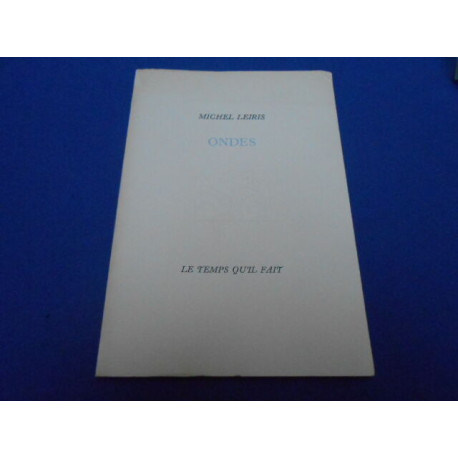 MICHEL LEIRIS
ONDES
LE TEMPS QU'IL FAIT